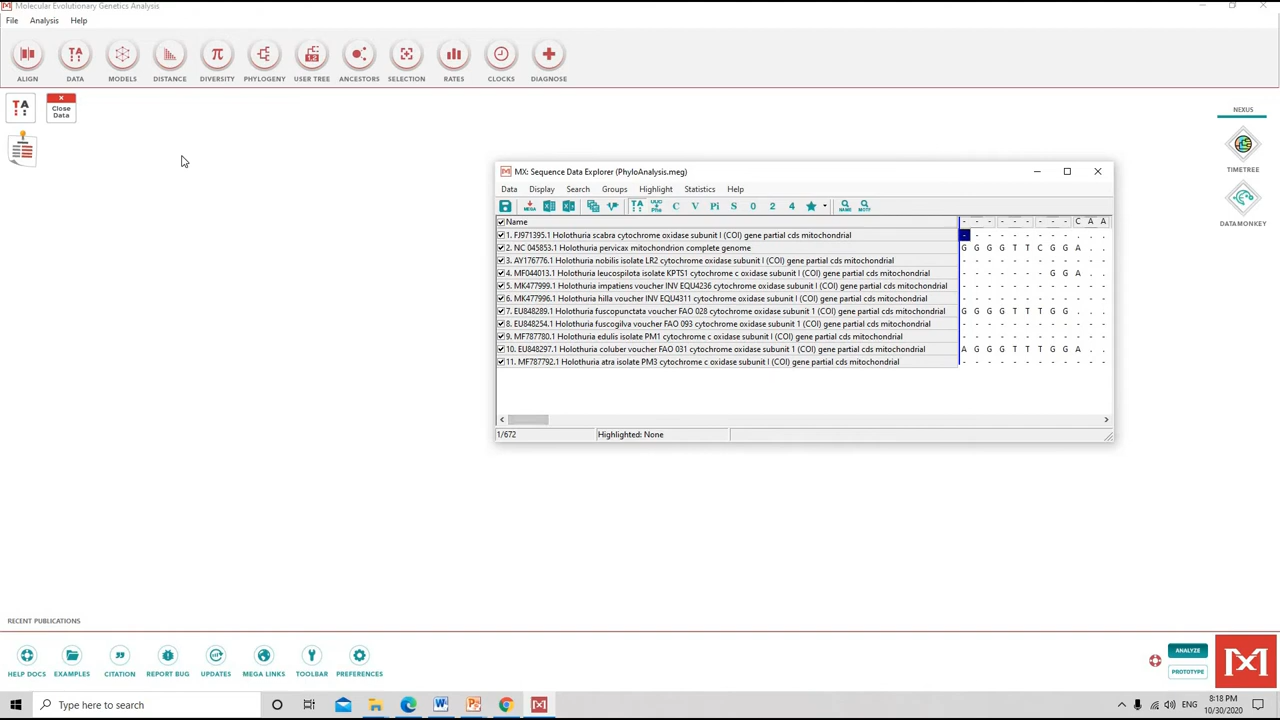 Molecular Evolutionary Genetics Analysis
File Analysis Help
ALIGN DATA MODELS DISTANCE DIVERSITY PHYLOGENY USER TREE ANCESTORS SELECTION RATES CLOCKS DIAGNOSE
TA
Close
Data
NEXUS
TIMETREE
DATAMONKEY
MX: Sequence Data Explorer (PhyloAnalysis.meg)
Data Display Search Groups Highlight Statistics Help
C V Pi S 0 2 4
Name - - - - - - - - - C A A
1. FJ971395.1 Holothuria scabra cytochrome oxidase subunit I (COI) gene partial cds mitochondrial - - - - - - - - - . . .
2. NC 045853.1 Holothuria pervicax mitochondrion complete genome G G G G T T C G G A . .
3. AY176776.1 Holothuria nobilis isolate LR2 cytochrome oxidase subunit I (COI) gene partial cds mitochondrial - - - - - - - - - - - -
4. MF044013.1 Holothuria leucospilota isolate KPTS1 cytochrome c oxidase subunit I (COI) gene partial cds mitochondrial - - - - - - - G G A . .
5. MK477999.1 Holothuria impatiens voucher INV EQU4236 cytochrome oxidase subunit I (COI) gene partial cds mitochondrial - - - - - - - - - - - -
6. MK477996.1 Holothuria hilla voucher INV EQU4311 cytochrome oxidase subunit I (COI) gene partial cds mitochondrial - - - - - - - - - - - -
7. EU848289.1 Holothuria fuscopunctata voucher FAO 028 cytochrome oxidase subunit 1 (COI) gene partial cds mitochondrial G G G G T T T G G . . .
8. EU848254.1 Holothuria fuscogilva voucher FAO 093 cytochrome oxidase subunit 1 (COI) gene partial cds mitochondrial - - - - - - - - - - - -
9. MF787780.1 Holothuria edulis isolate PM1 cytochrome c oxidase subunit I (COI) gene partial cds mitochondrial - - - - - - - - - - . .
10. EU848297.1 Holothuria coluber voucher FAO 031 cytochrome oxidase subunit 1 (COI) gene partial cds mitochondrial A G G G T T T G G A . .
11. MF787792.1 Holothuria atra isolate PM3 cytochrome c oxidase subunit I (COI) gene partial cds mitochondrial - - - - - - - - - - - -
1/672 Highlighted: None
RECENT PUBLICATIONS
HELP DOCS EXAMPLES CITATION REPORT BUG UPDATES MEGA LINKS TOOLBAR PREFERENCES
ANALYZE
PROTOTYPE
Type here to search
ENG
8:18 PM
10/30/2020